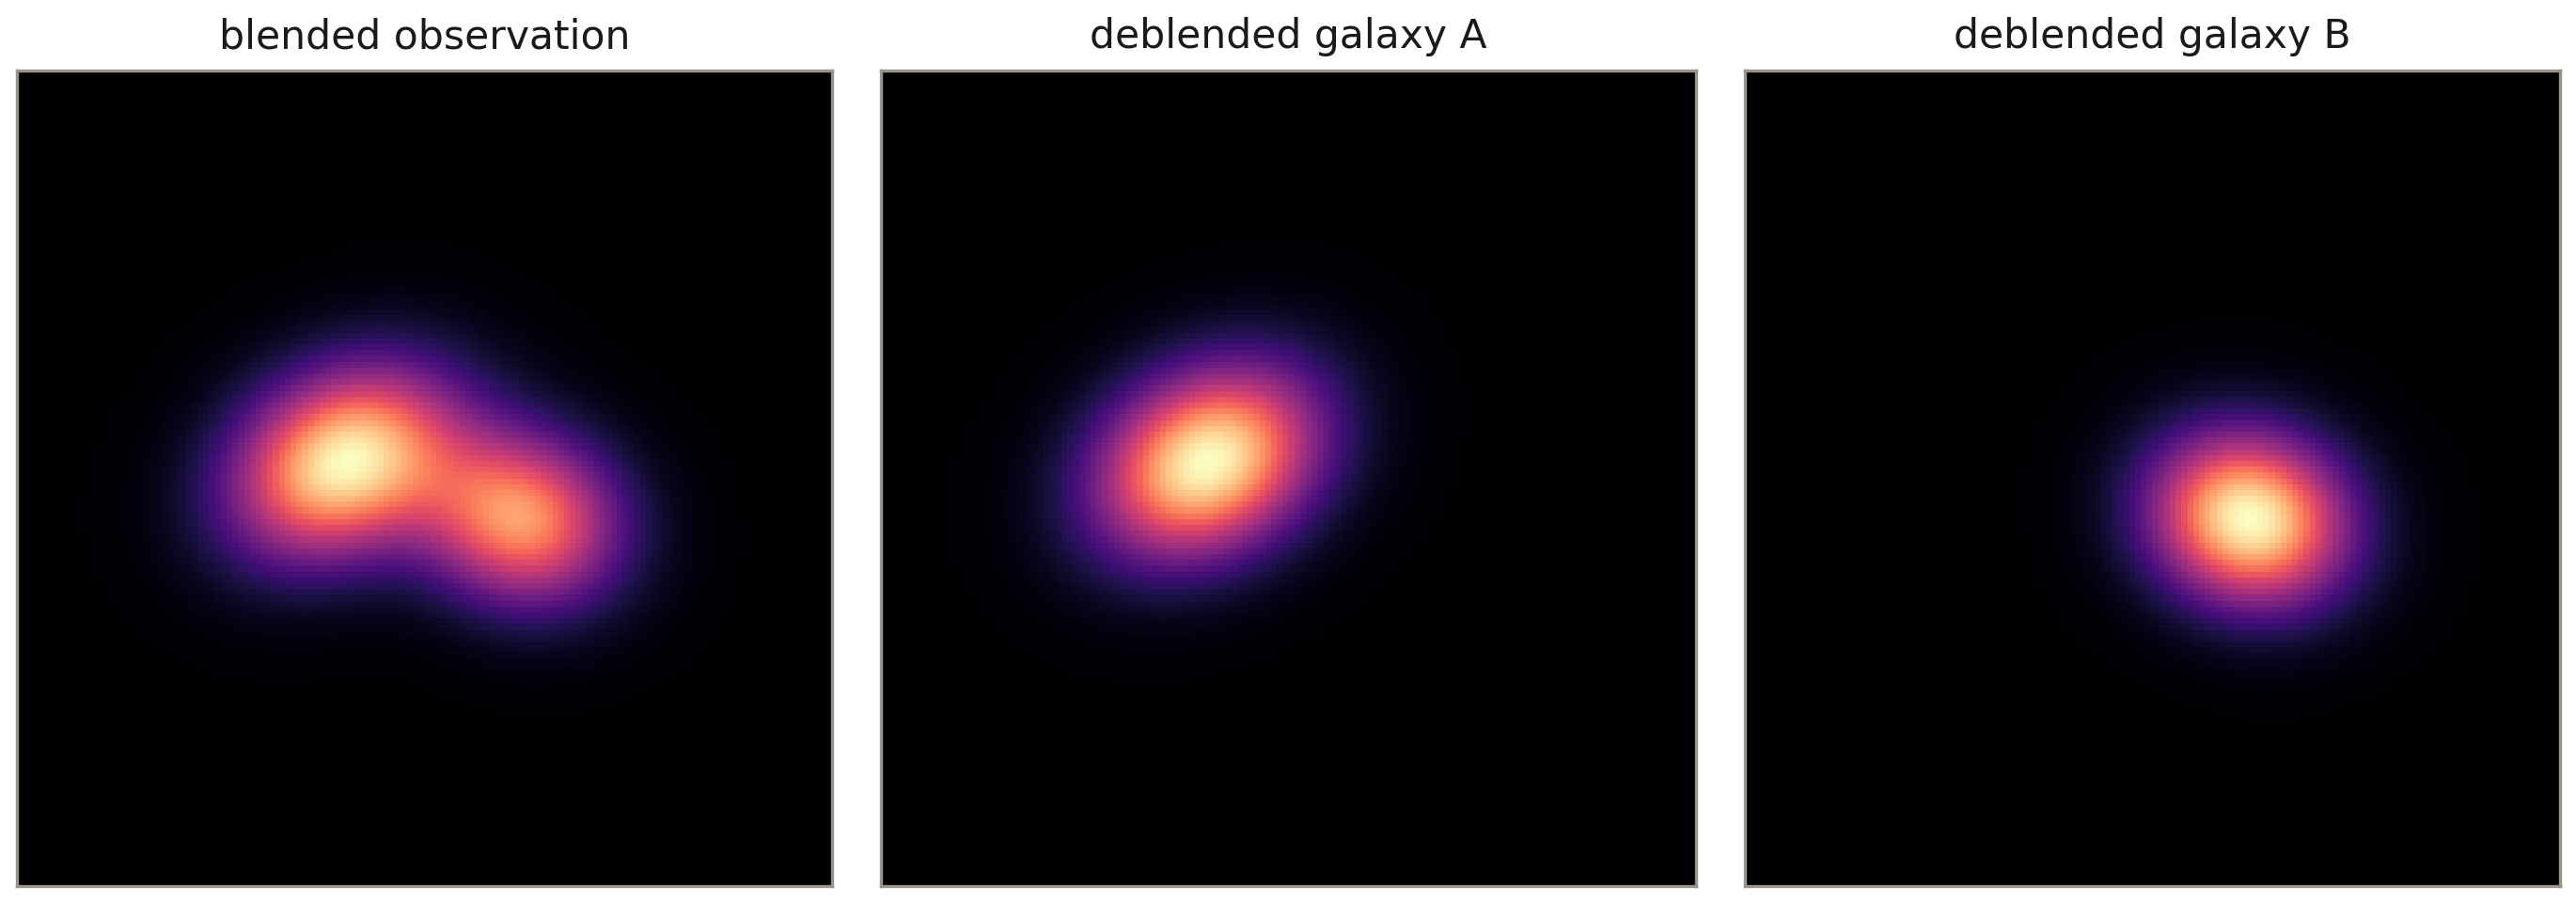 blended observation
deblended galaxy A
deblended galaxy B